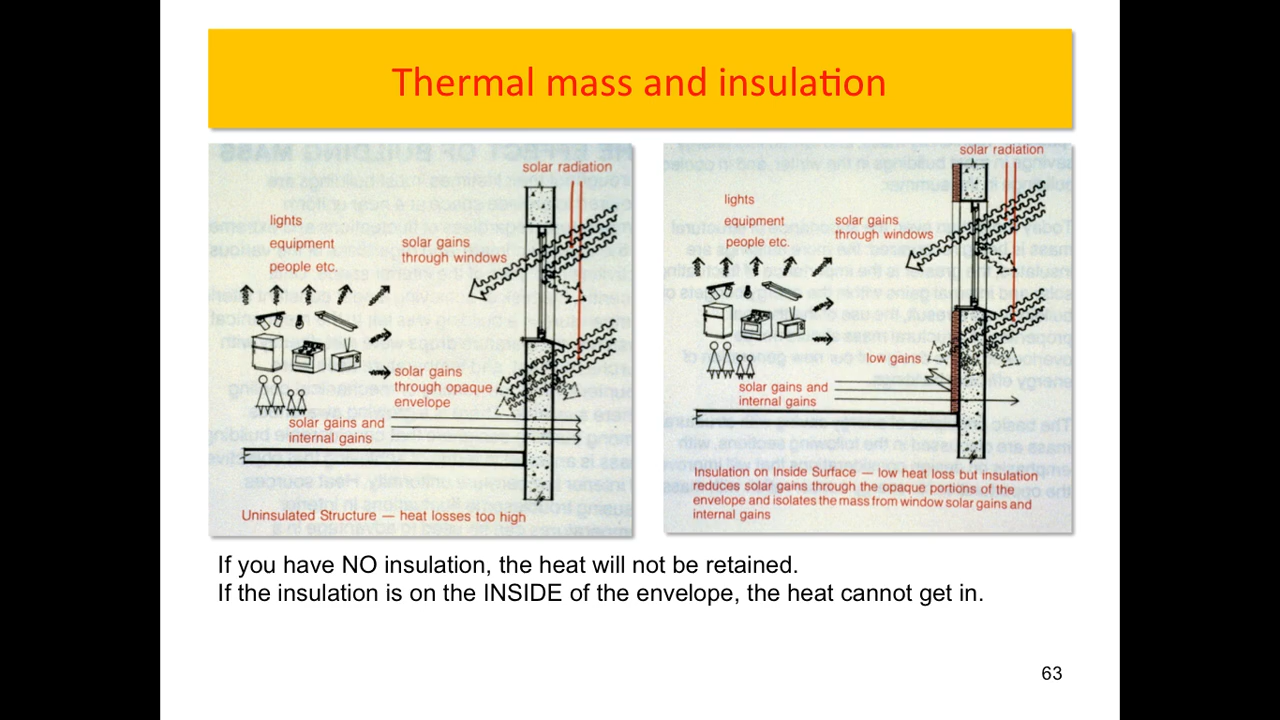 Thermal mass and insulation
solar radiation
lights
equipment
people etc.
solar gains
through windows
solar gains
through opaque
envelope
solar gains and
internal gains
Uninsulated Structure — heat losses too high
solar radiation
lights
equipment
people etc.
solar gains
through windows
low gains
solar gains and
internal gains
Insulation on Inside Surface — low heat loss but insulation
reduces solar gains through the opaque portions of the
envelope and isolates the mass from window solar gains and
internal gains
If you have NO insulation, the heat will not be retained.
If the insulation is on the INSIDE of the envelope, the heat cannot get in.
63